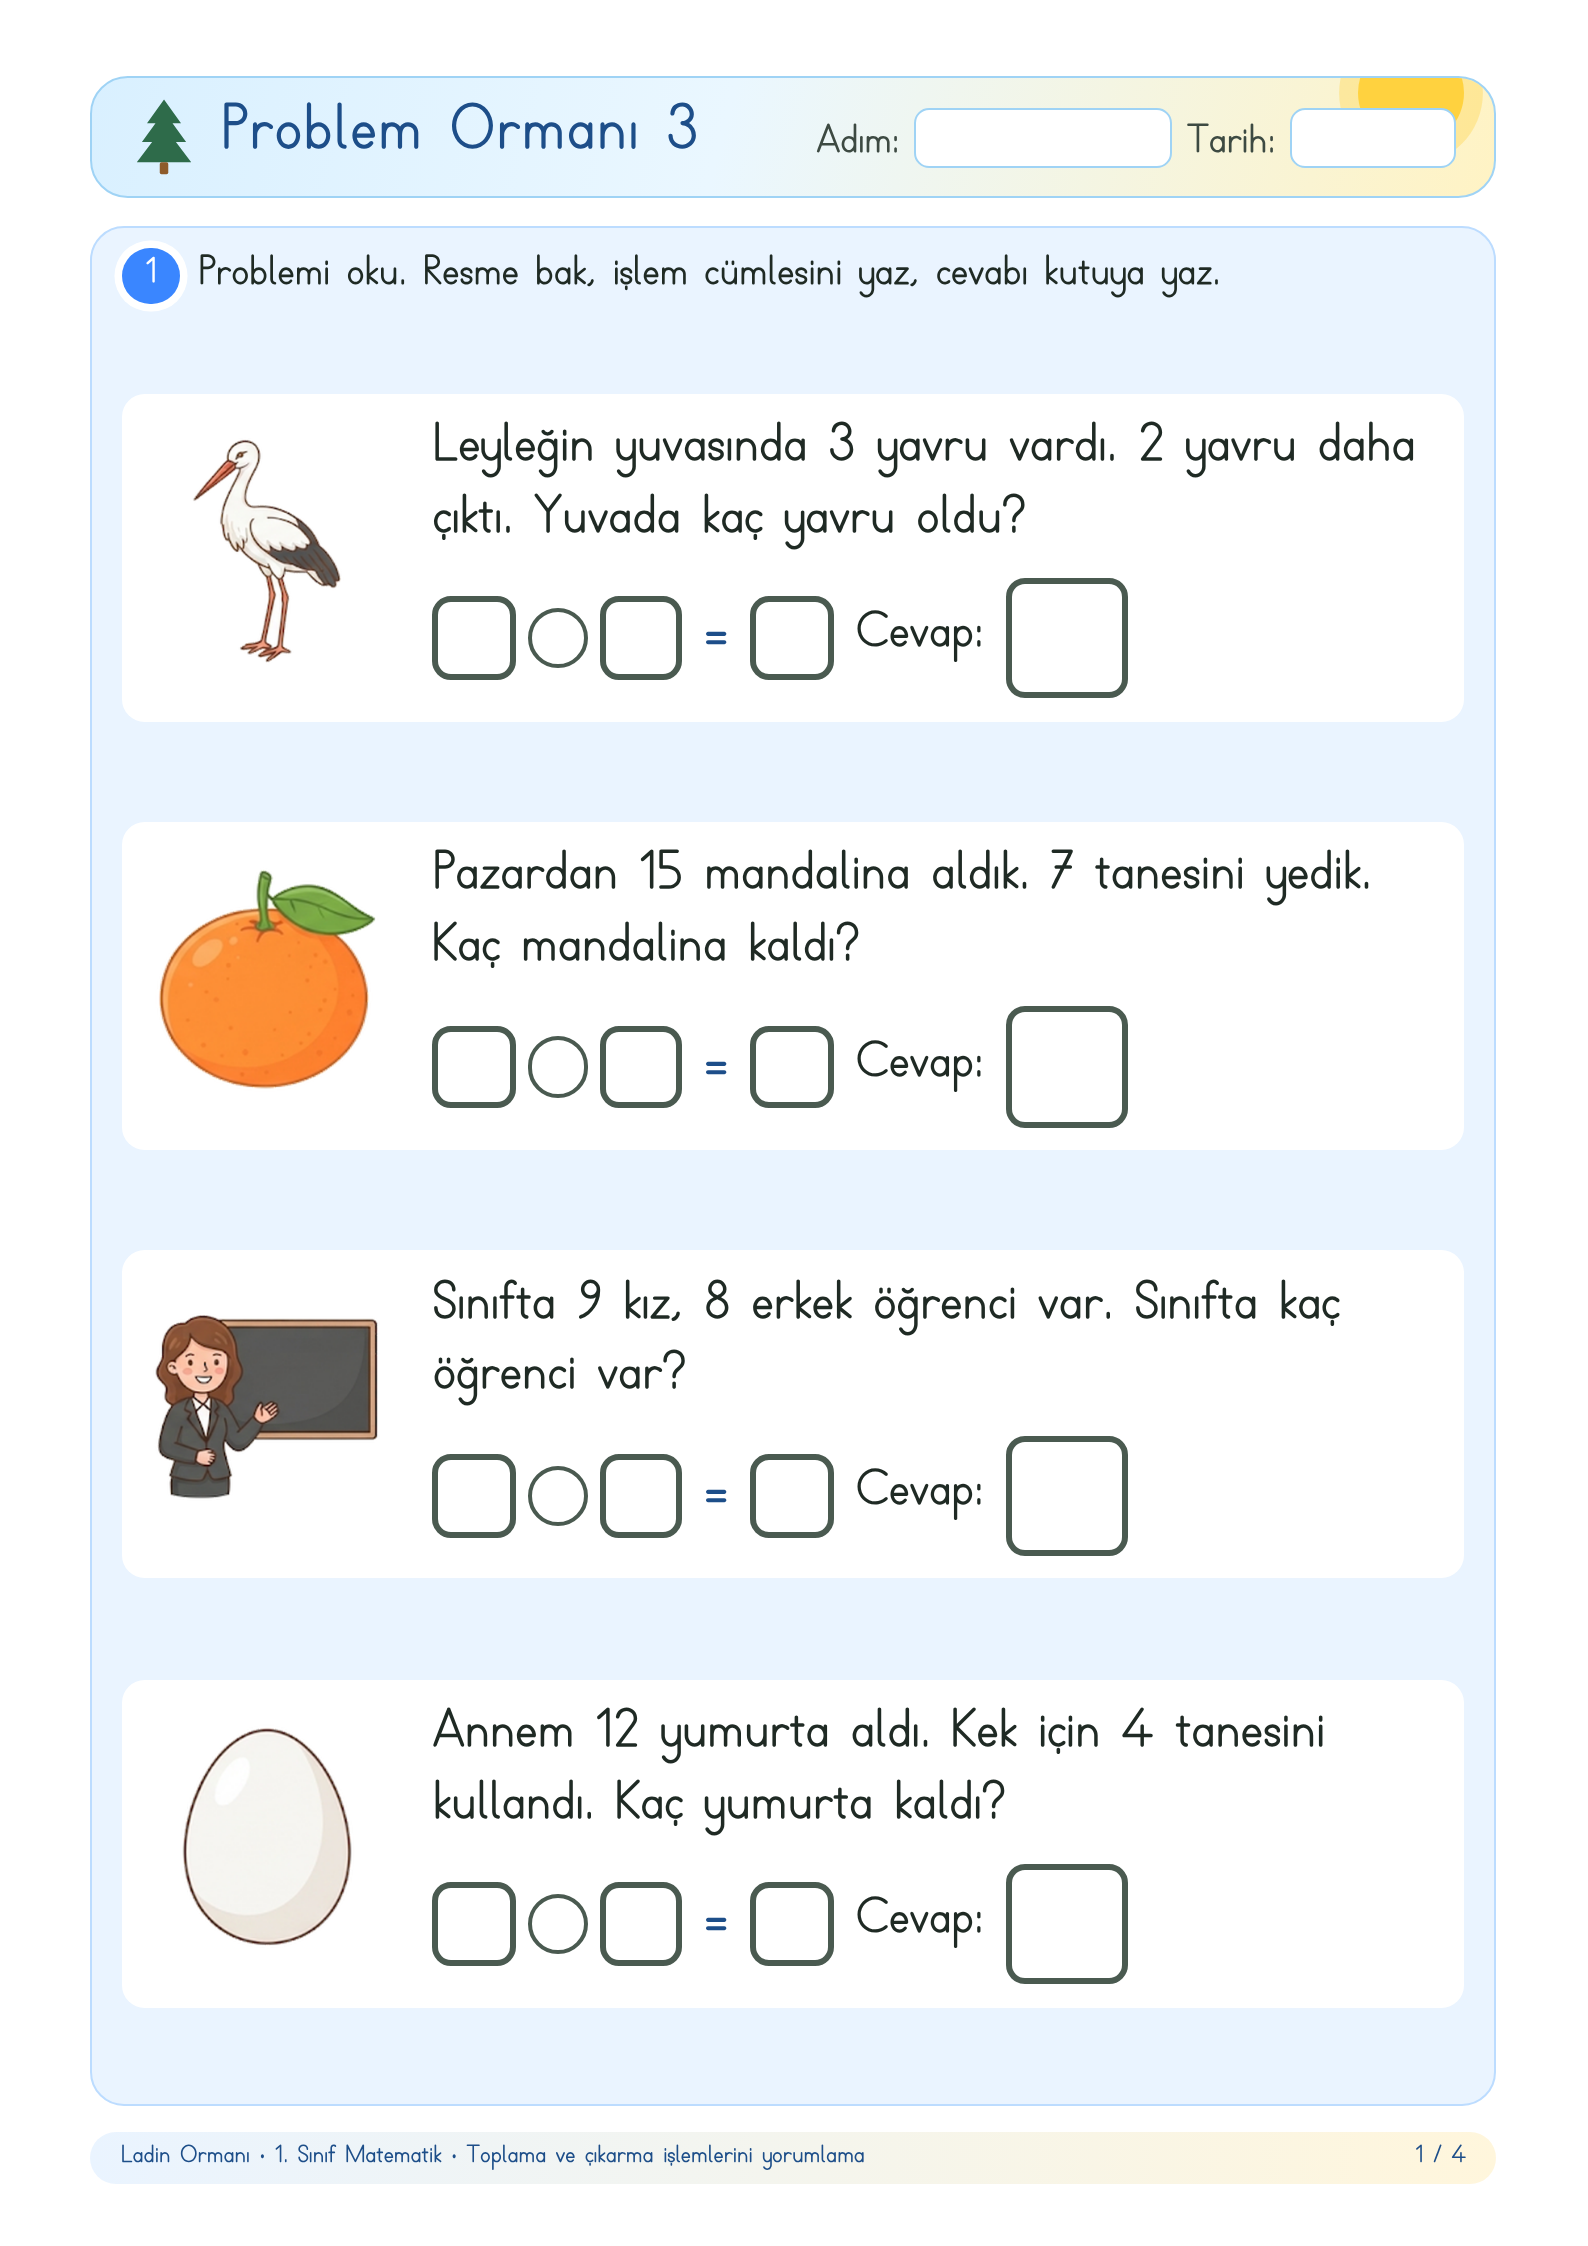 Problem Ormanı 3
Adım:
Tarih:
1 Problemi oku. Resme bak, işlem cümlesini yaz, cevabı kutuya yaz.
Leyleğin yuvasında 3 yavru vardı. 2 yavru daha
çıktı. Yuvada kaç yavru oldu?
= Cevap:
Pazardan 15 mandalina aldık. 7 tanesini yedik.
Kaç mandalina kaldı?
= Cevap:
Sınıfta 9 kız, 8 erkek öğrenci var. Sınıfta kaç
öğrenci var?
= Cevap:
Annem 12 yumurta aldı. Kek için 4 tanesini
kullandı. Kaç yumurta kaldı?
= Cevap:
Ladin Ormanı • 1. Sınıf Matematik • Toplama ve çıkarma işlemlerini yorumlama
1 / 4